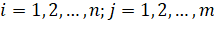 i = 1, 2, … , n; j = 1, 2, … , m